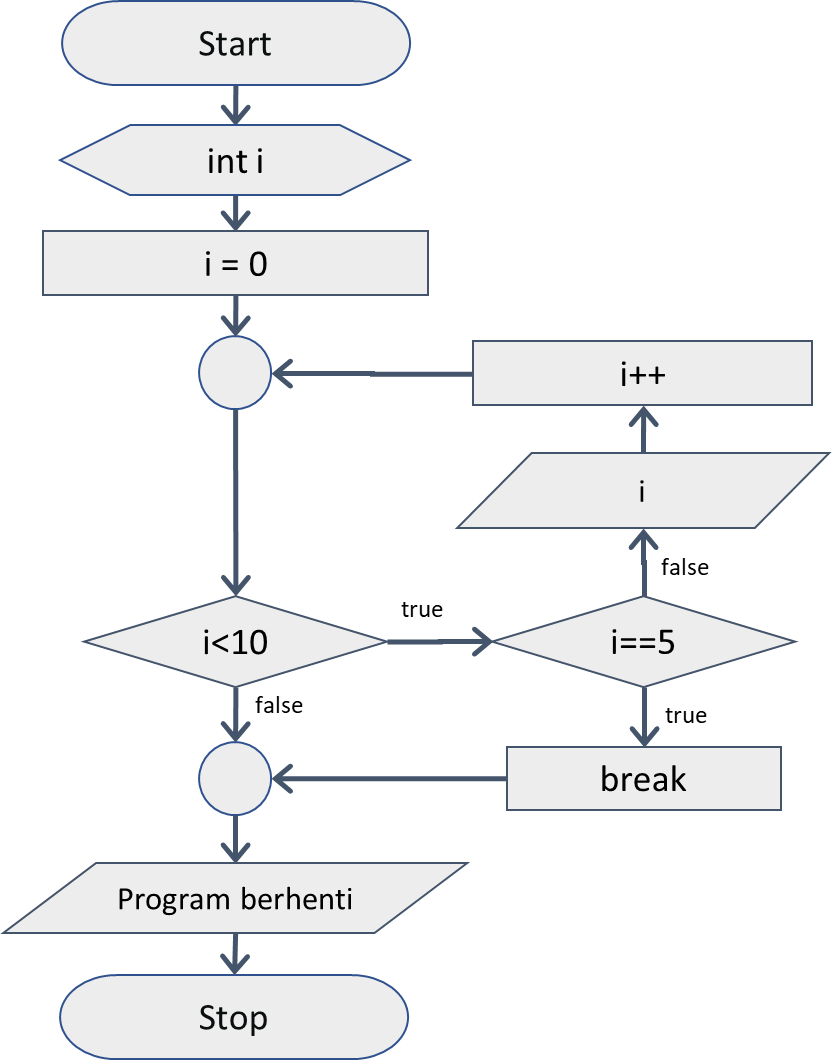 Start
int i
i = 0
i++
i
false
true
i<10
i==5
false
true
break
Program berhenti
Stop